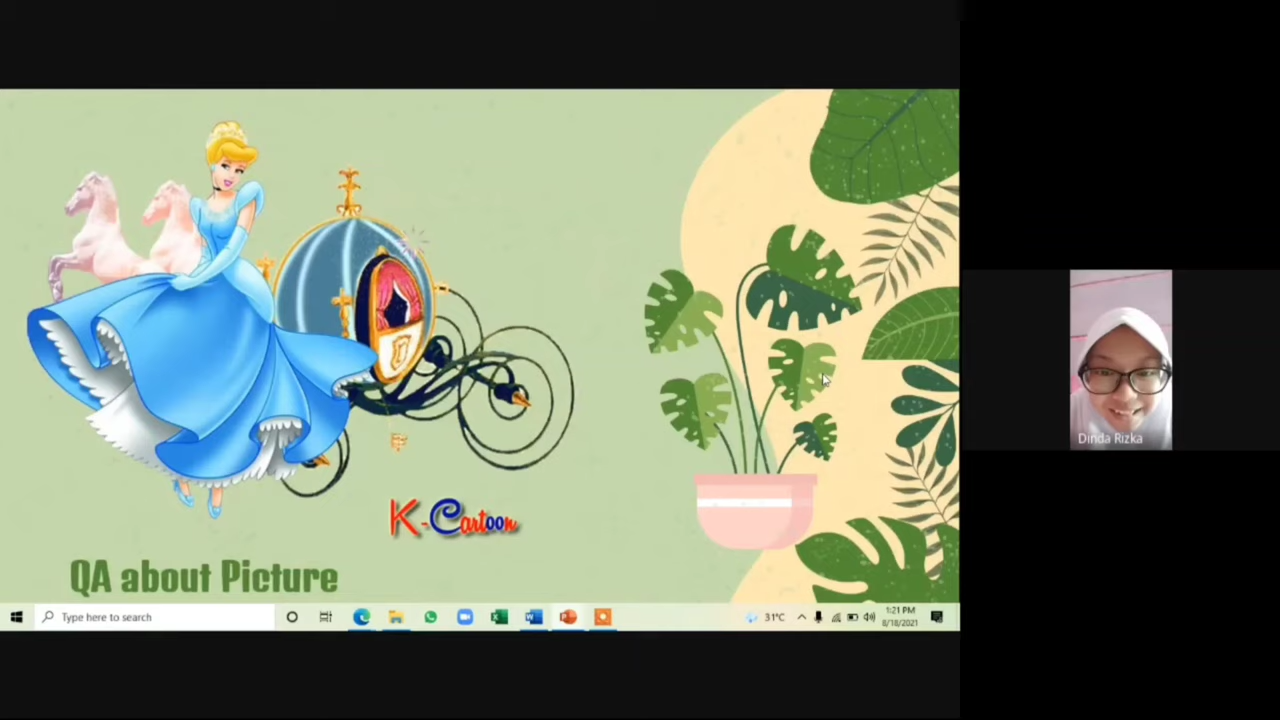 K-Cartoon
QA about Picture
Type here to search
31°C
1:21 PM
8/18/2021
Dinda Rizka